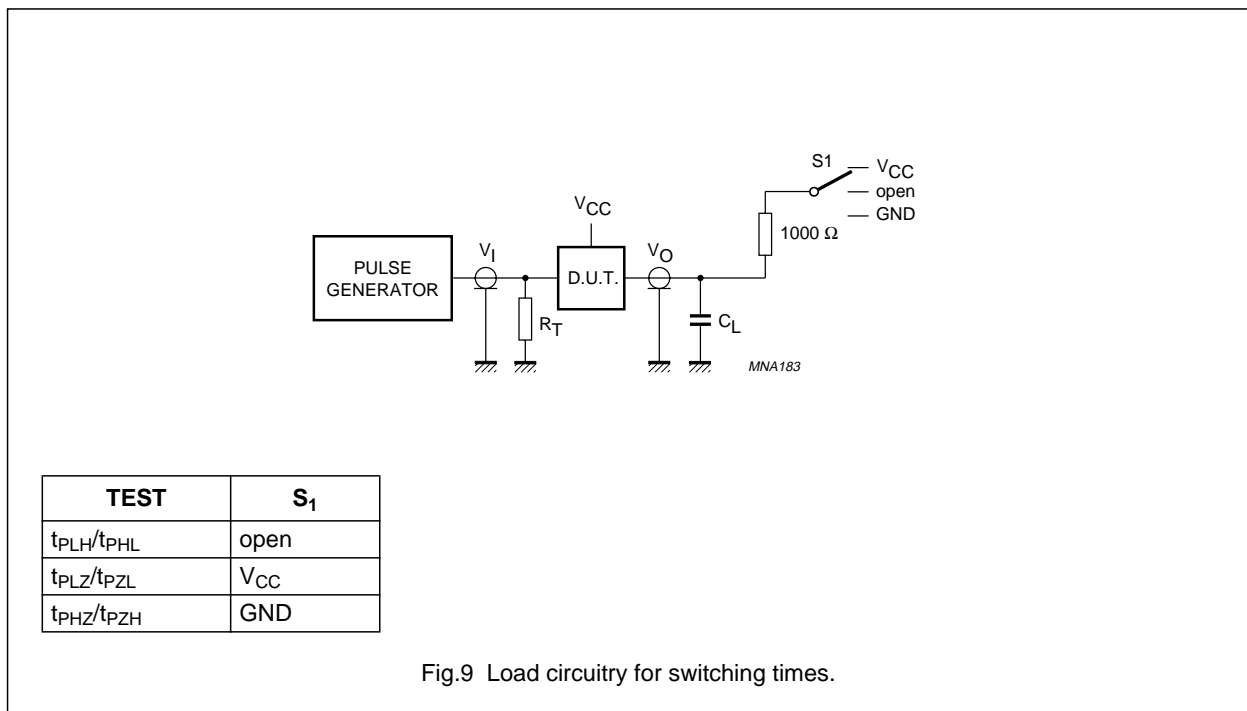 S1
VCC
open
GND
1000 Ω
VCC
PULSE
GENERATOR
VI
D.U.T.
VO
RT
CL
MNA183
TEST S1
tPLH/tPHL open
tPLZ/tPZL VCC
tPHZ/tPZH GND
Fig.9 Load circuitry for switching times.